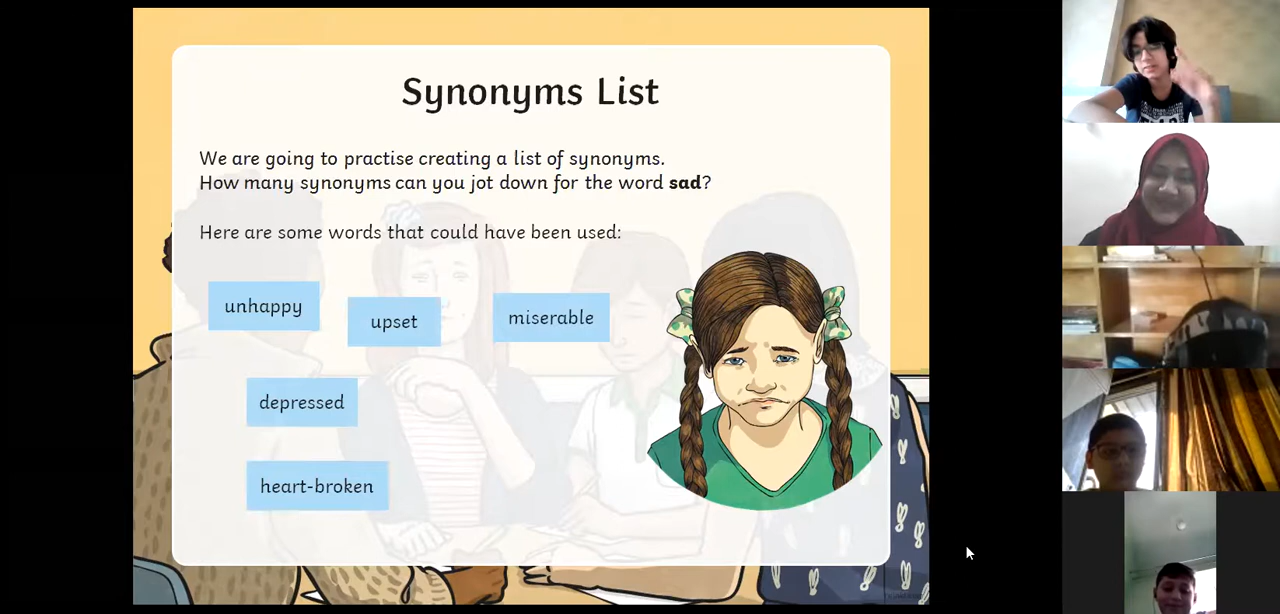 Synonyms List
We are going to practise creating a list of synonyms.
How many synonyms can you jot down for the word sad?
Here are some words that could have been used:
unhappy
upset
miserable
depressed
heart-broken